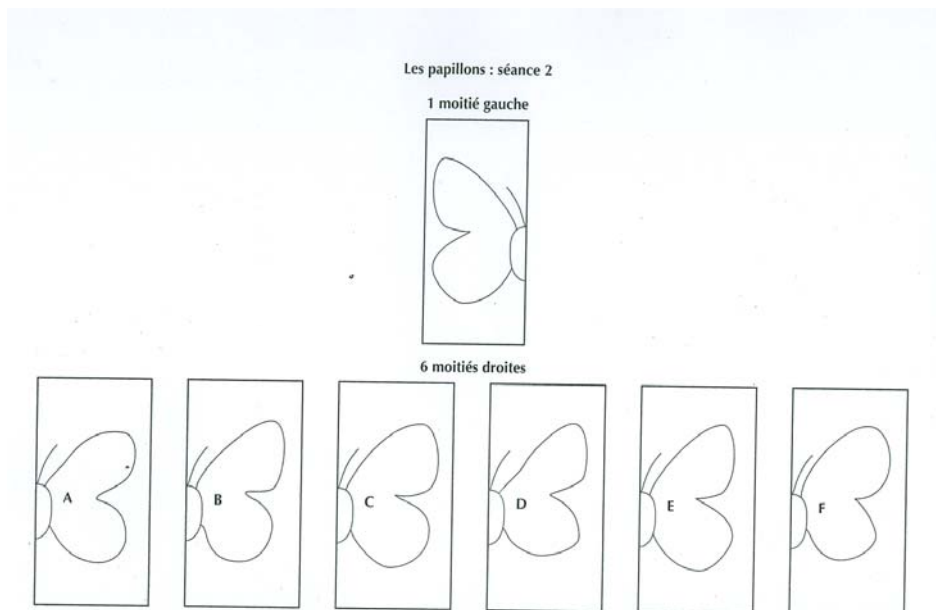 Les papillons : séance 2
1 moitié gauche
6 moitiés droites
A B C D E F